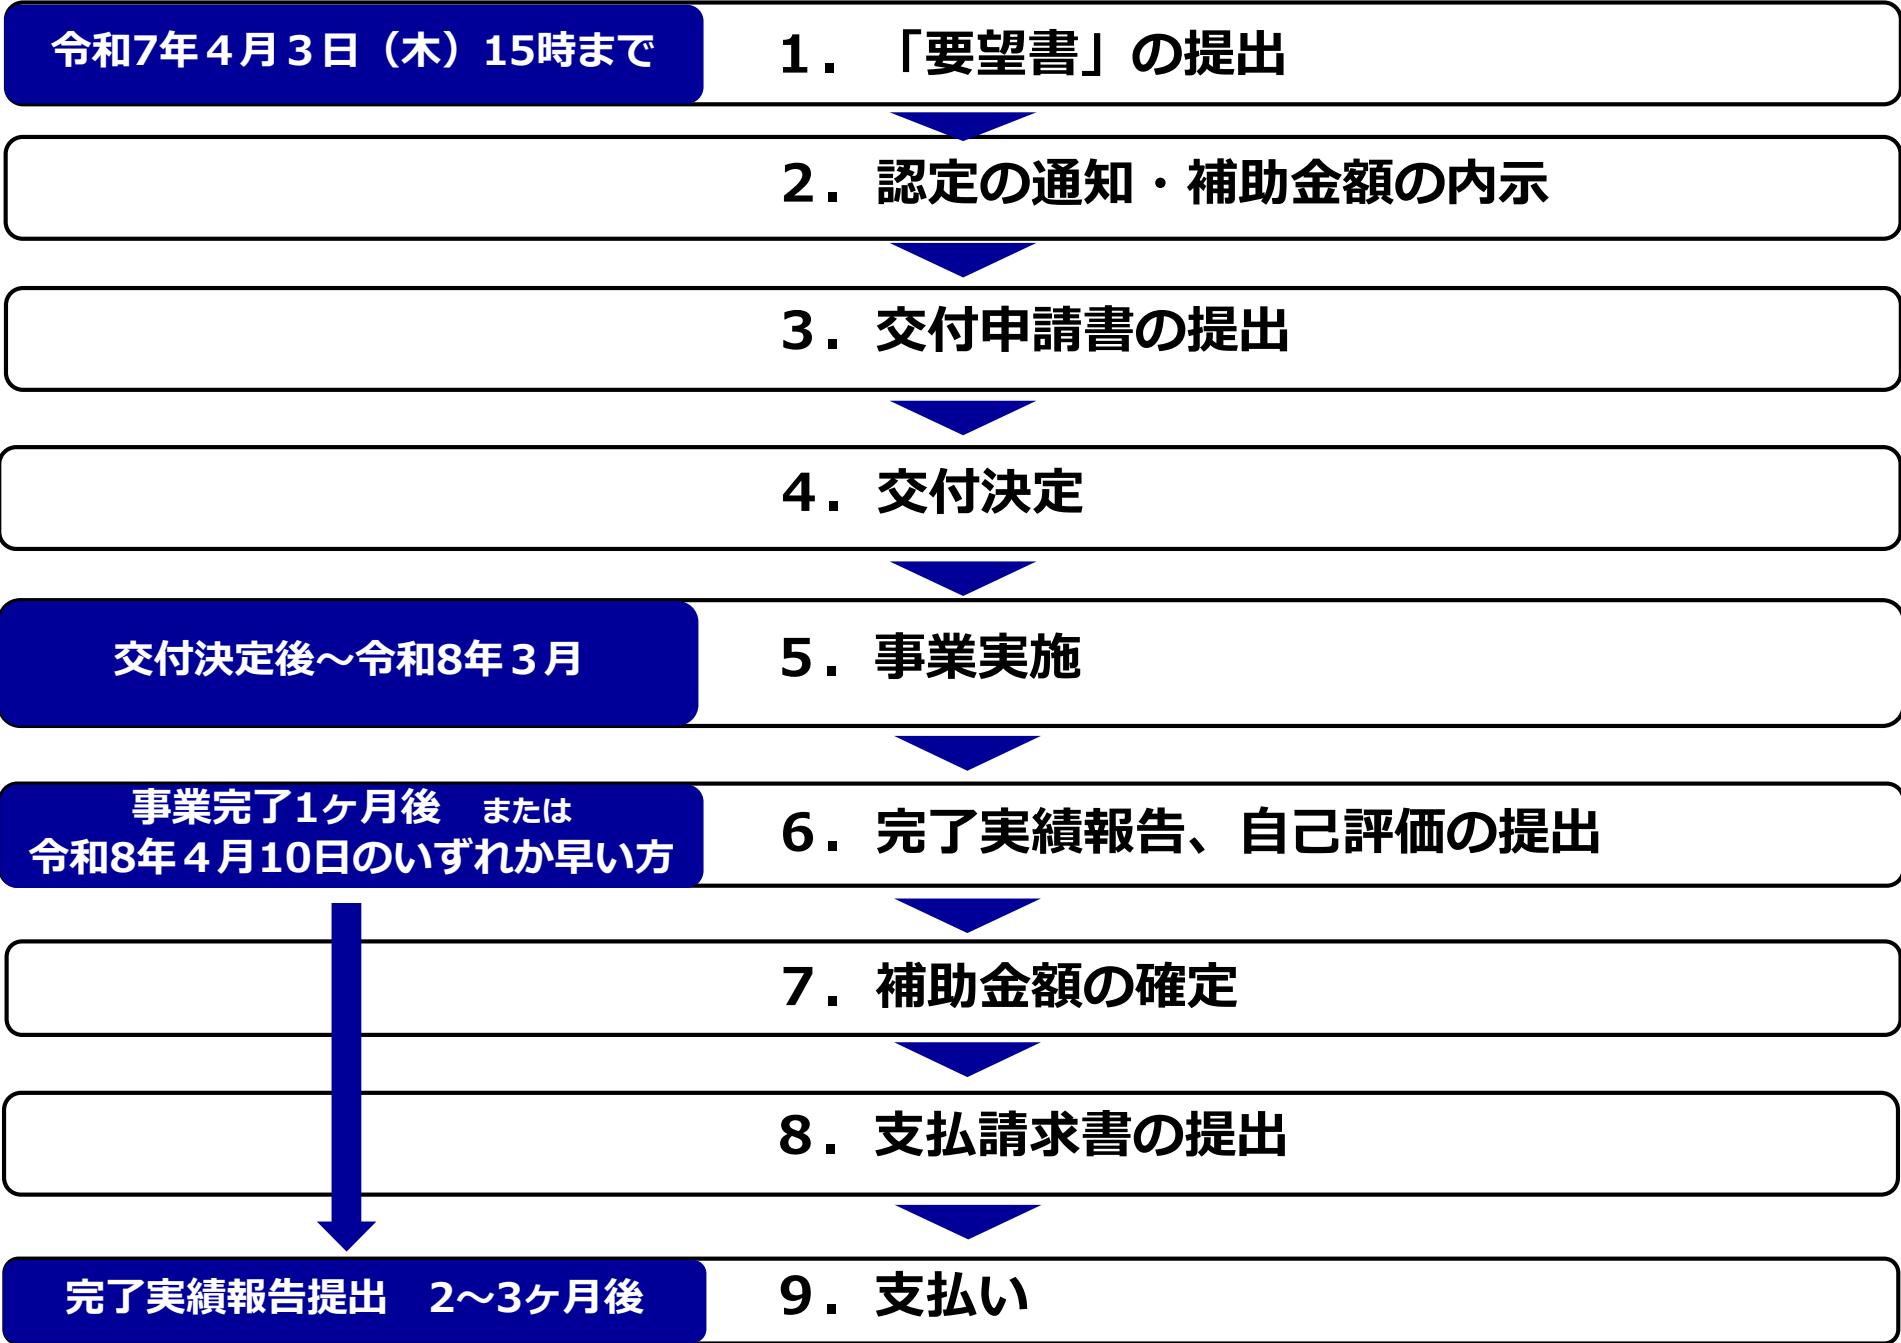 令和7年４月３日（木）15時まで
１．「要望書」の提出
２．認定の通知・補助金額の内示
３．交付申請書の提出
４．交付決定
交付決定後～令和8年３月
５．事業実施
事業完了1ヶ月後　または
令和8年４月10日のいずれか早い方
６．完了実績報告、自己評価の提出
７．補助金額の確定
８．支払請求書の提出
完了実績報告提出　2～3ヶ月後
９．支払い